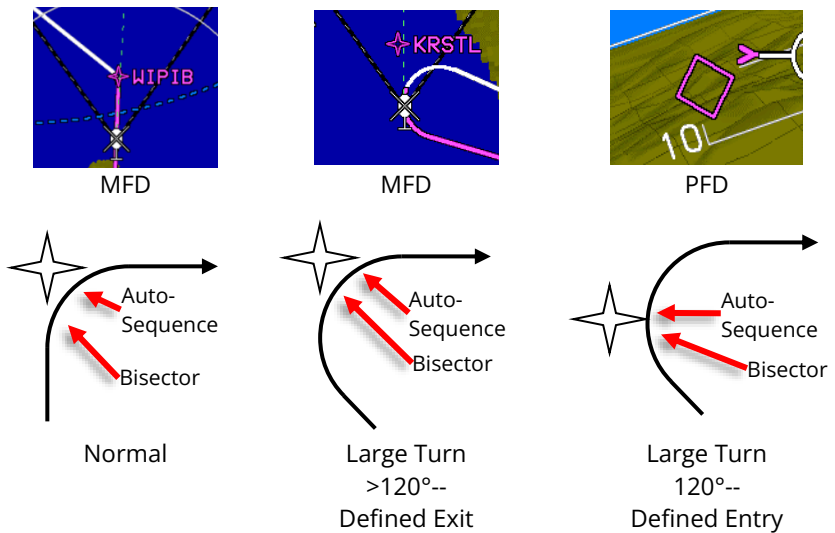 WIPIB
KRSTL
10
MFD
MFD
PFD
Auto-
Sequence
Bisector
Auto-
Sequence
Bisector
Auto-
Sequence
Bisector
Normal
Large Turn
>120°--
Defined Exit
Large Turn
120°--
Defined Entry